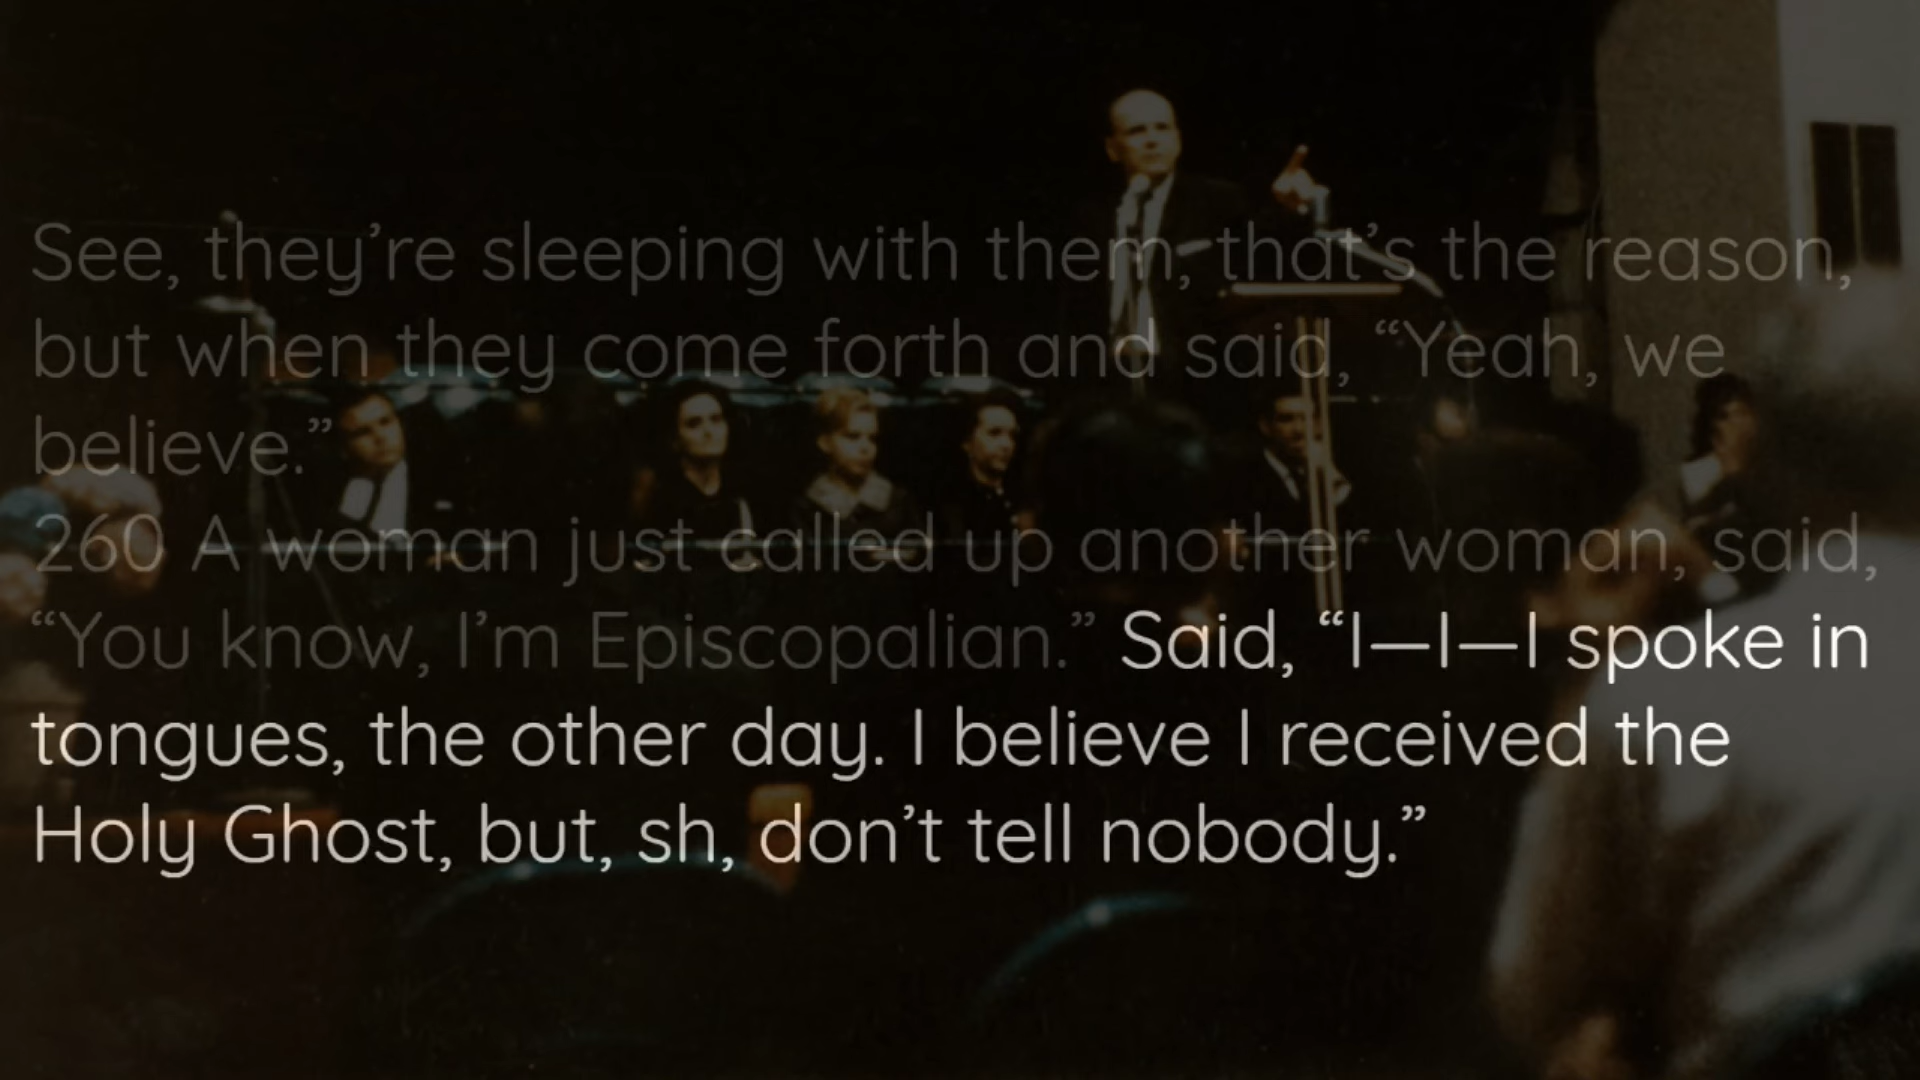 See, they’re sleeping with them, that’s the reason,
but when they come forth and said, “Yeah, we
believe.”
260 A woman just called up another woman, said,
“You know, I’m Episcopalian.” Said, “I—I—I spoke in
tongues, the other day. I believe I received the
Holy Ghost, but, sh, don’t tell nobody.”